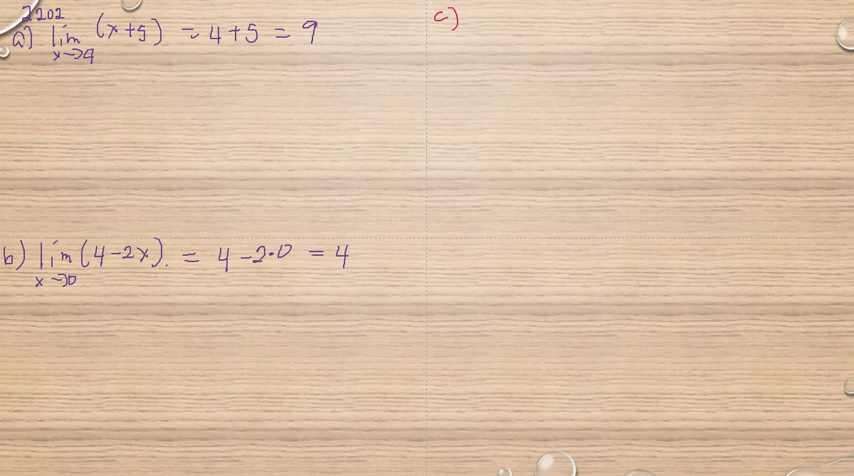 2202
a) lim (x+5) = 4+5 = 9
x→4
b) lim (4-2x). = 4-2·0 = 4
x→0
c)